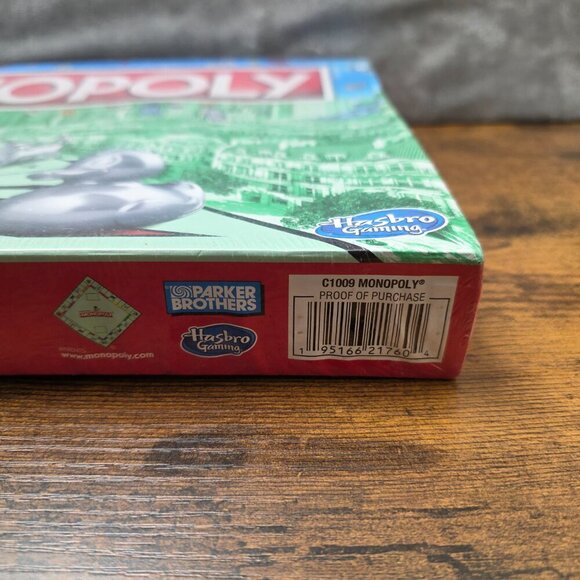 OPOLY
Hasbro
Gaming
PARKER
BROTHERS
Hasbro
Gaming
MONOPOLY
www.monopoly.com
C1009 MONOPOLY®
PROOF OF PURCHASE
1 95166 21760 4